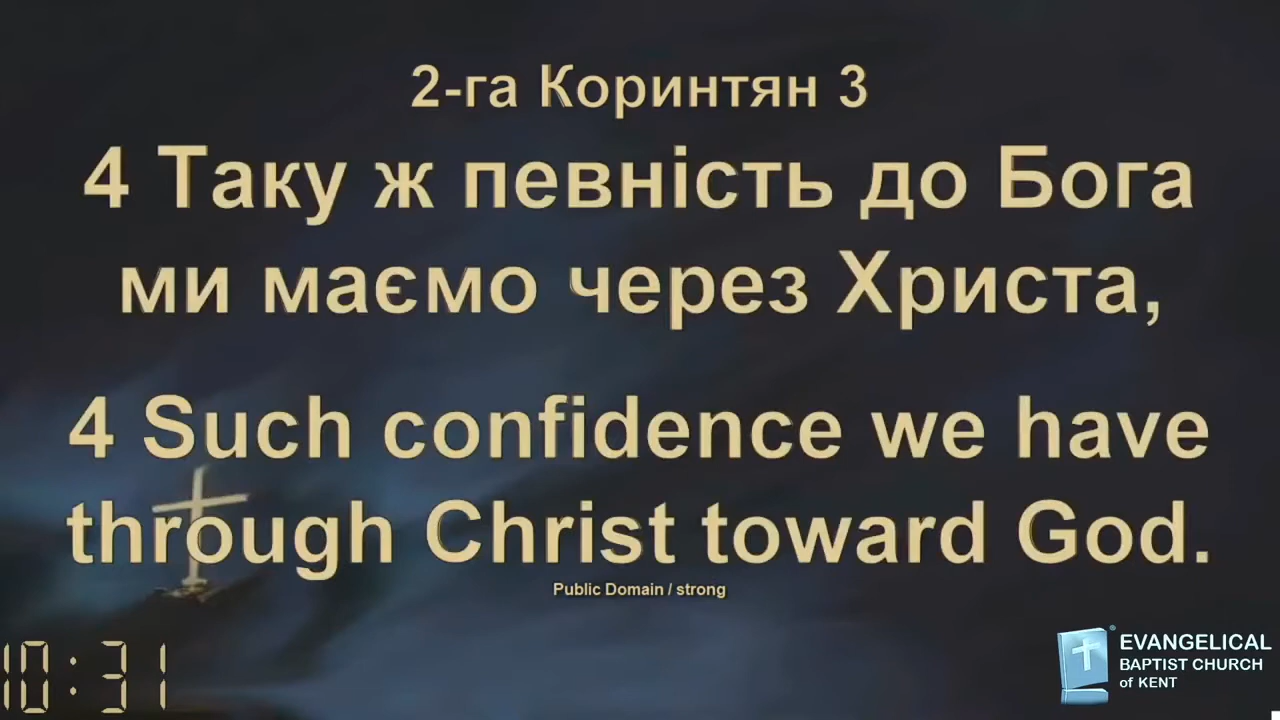 2-га Коринтян 3
4 Таку ж певність до Бога
ми маємо через Христа,
4 Such confidence we have
through Christ toward God.
Public Domain / strong
10:31
EVANGELICAL
BAPTIST CHURCH
of KENT